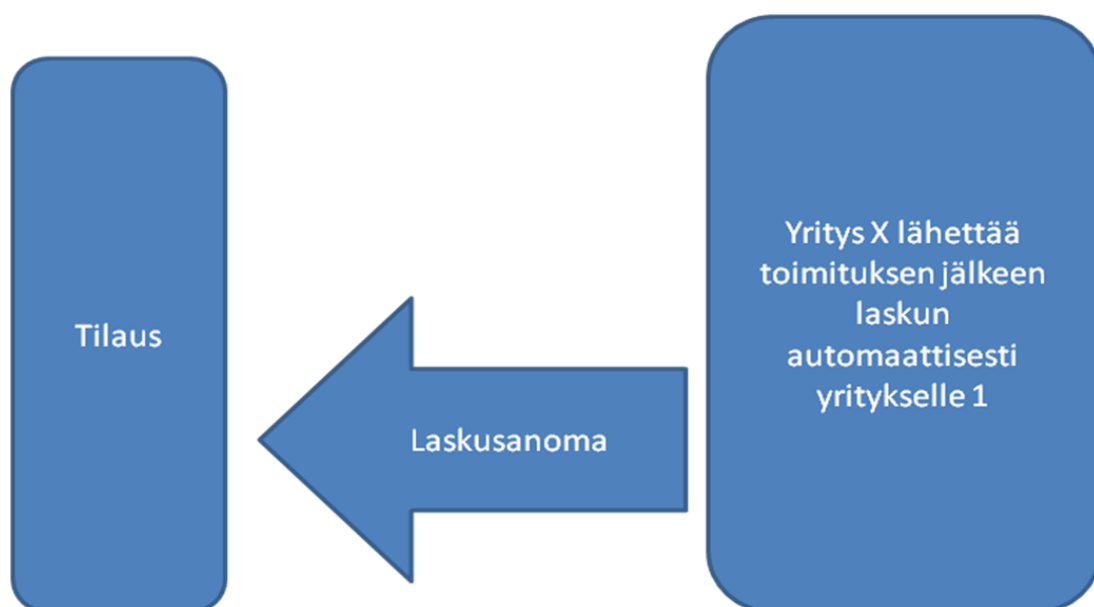 Tilaus
Laskusanoma
Yritys X lähettää
toimituksen jälkeen
laskun
automaattisesti
yritykselle 1